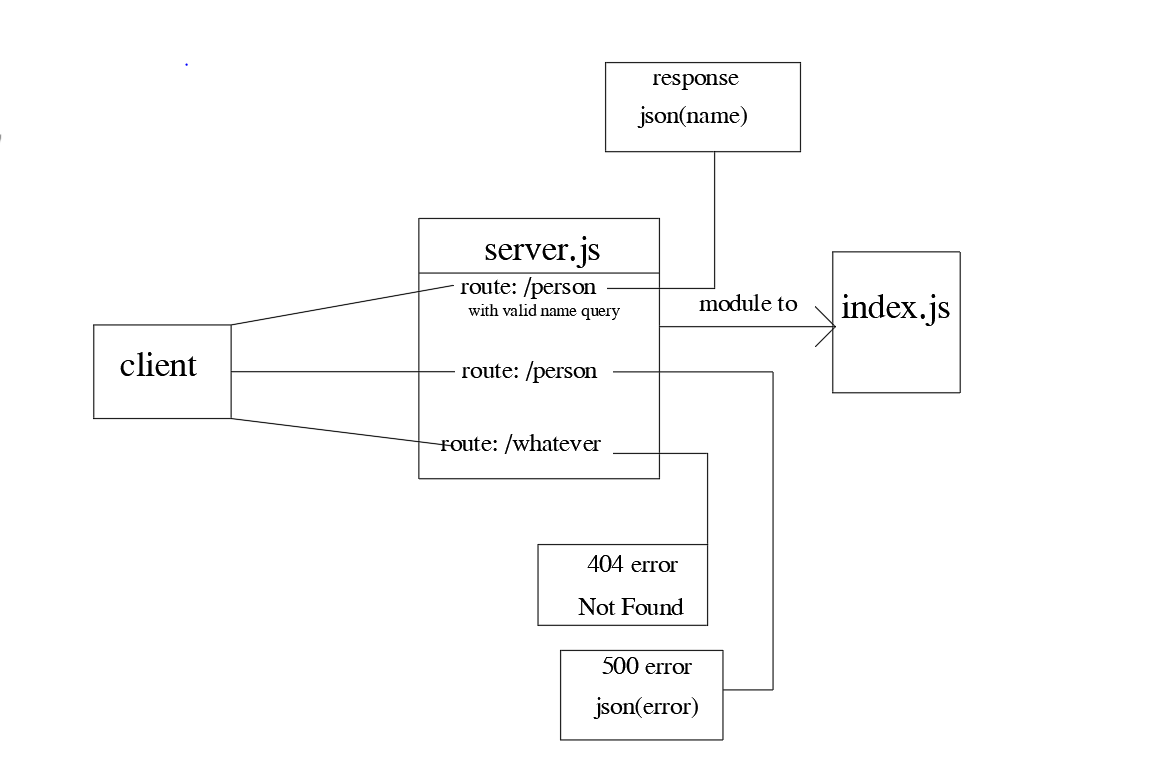 response
json(name)
server.js
route: /person
with valid name query
module to
index.js
client
route: /person
route: /whatever
404 error
Not Found
500 error
json(error)